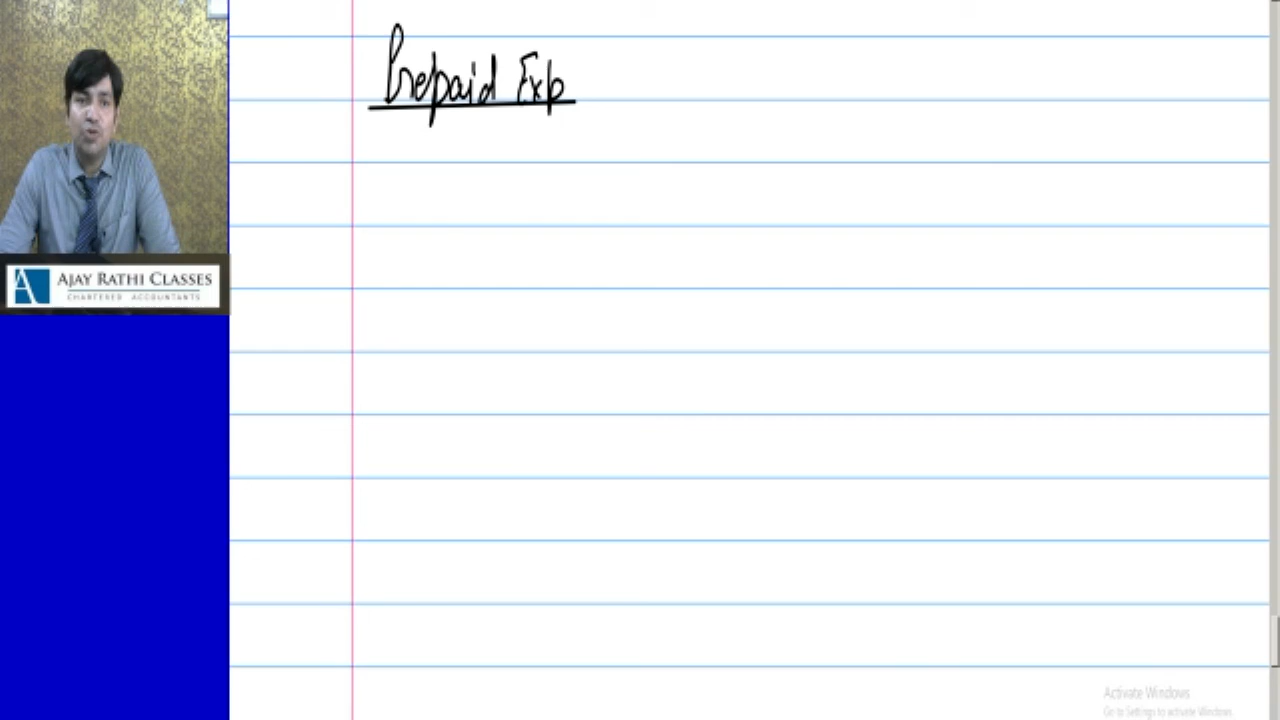 Prepaid Exp
AJAY RATHI CLASSES
CHARTERED ACCOUNTANTS
Activate Windows
Go to Settings to activate Windows.